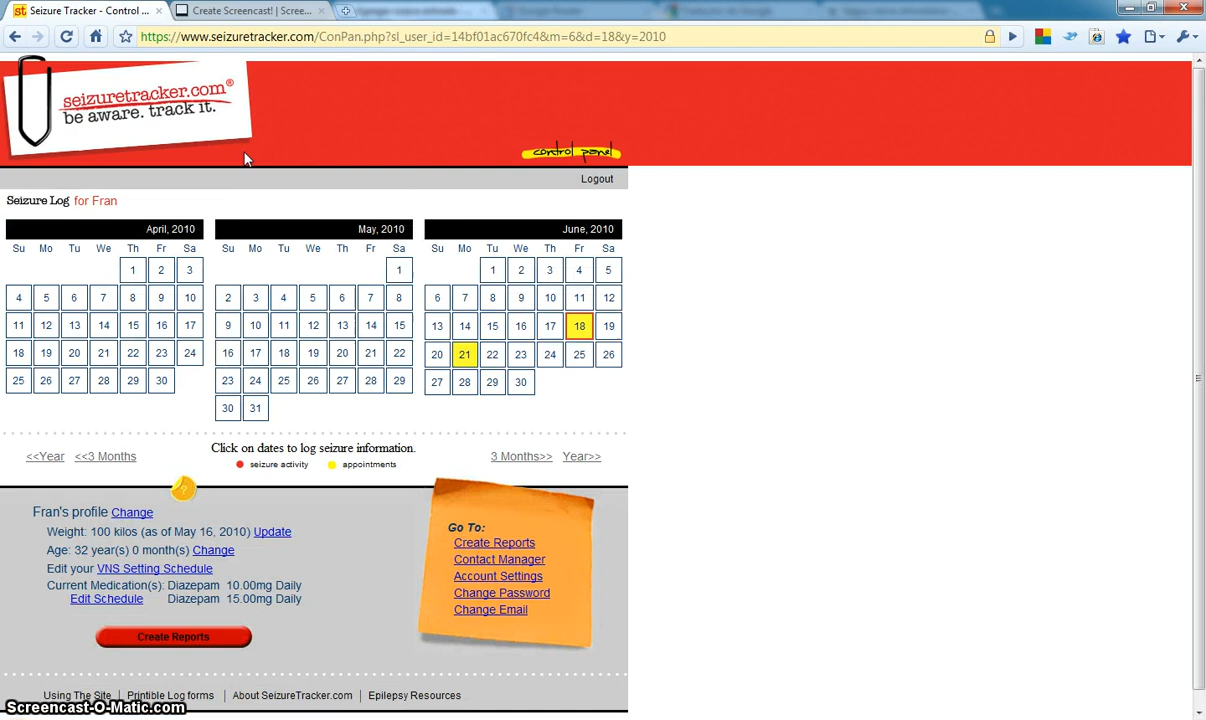 Seizure Tracker - Control ...
Create Screencast! | Scree...
https://www.seizuretracker.com/ConPan.php?sl_user_id=14bf01ac670fc4&m=6&d=18&y=2010
seizuretracker.com®
be aware. track it.
control panel
Logout
Seizure Log for Fran
April, 2010
Su Mo Tu We Th Fr Sa
1 2 3
4 5 6 7 8 9 10
11 12 13 14 15 16 17
18 19 20 21 22 23 24
25 26 27 28 29 30
May, 2010
Su Mo Tu We Th Fr Sa
1
2 3 4 5 6 7 8
9 10 11 12 13 14 15
16 17 18 19 20 21 22
23 24 25 26 27 28 29
30 31
June, 2010
Su Mo Tu We Th Fr Sa
1 2 3 4 5
6 7 8 9 10 11 12
13 14 15 16 17 18 19
20 21 22 23 24 25 26
27 28 29 30
<<Year <<3 Months
Click on dates to log seizure information.
seizure activity appointments
3 Months>> Year>>
?
Fran's profile Change
Weight: 100 kilos (as of May 16, 2010) Update
Age: 32 year(s) 0 month(s) Change
Edit your VNS Setting Schedule
Current Medication(s): Diazepam 10.00mg Daily
Edit Schedule Diazepam 15.00mg Daily
Create Reports
Go To:
Create Reports
Contact Manager
Account Settings
Change Password
Change Email
Using The Site | Printible Log forms | About SeizureTracker.com | Epilepsy Resources
Screencast-O-Matic.com